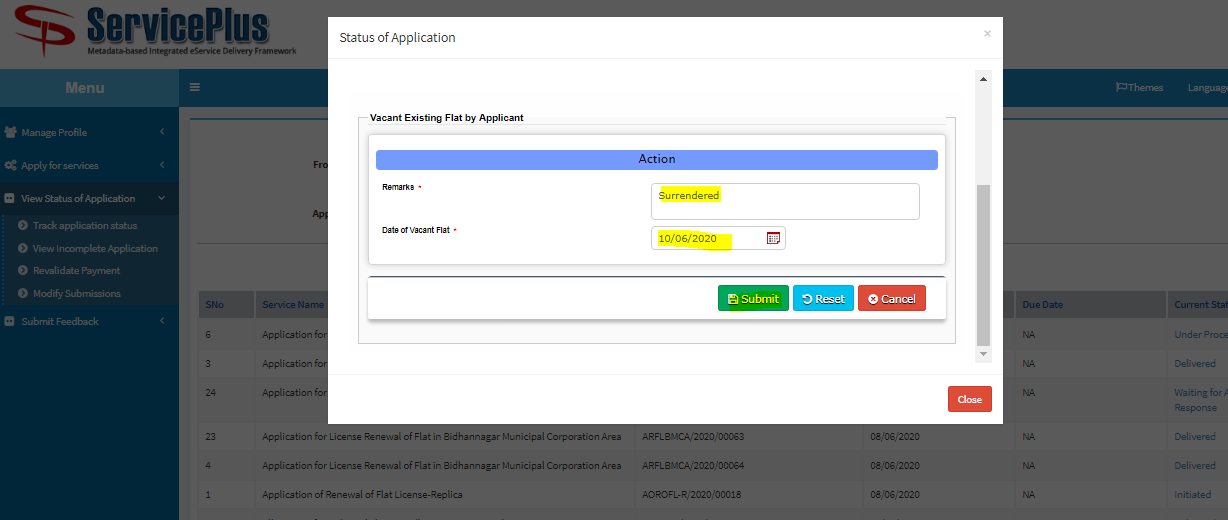 ServicePlus
Metadata-based Integrated eService Delivery Framework
Status of Application
×
Menu
Themes
Language
Manage Profile
Apply for services
View Status of Application
Track application status
View Incomplete Application
Revalidate Payment
Modify Submissions
Submit Feedback
Fro
App
Vacant Existing Flat by Applicant
Action
Remarks *
Surrendered
Date of Vacant Flat *
10/06/2020
Submit Reset Cancel
Close
SNo Service Name Due Date Current Stat
6 Application for NA Under Proce
3 Application for NA Delivered
24 Application for NA Waiting for A
Response
23 Application for License Renewal of Flat in Bidhannagar Municipal Corporation Area ARFLBMCA/2020/00063 08/06/2020 NA Delivered
4 Application for License Renewal of Flat in Bidhannagar Municipal Corporation Area ARFLBMCA/2020/00064 08/06/2020 NA Delivered
1 Application of Renewal of Flat License-Replica AOROFL-R/2020/00018 08/06/2020 NA Initiated